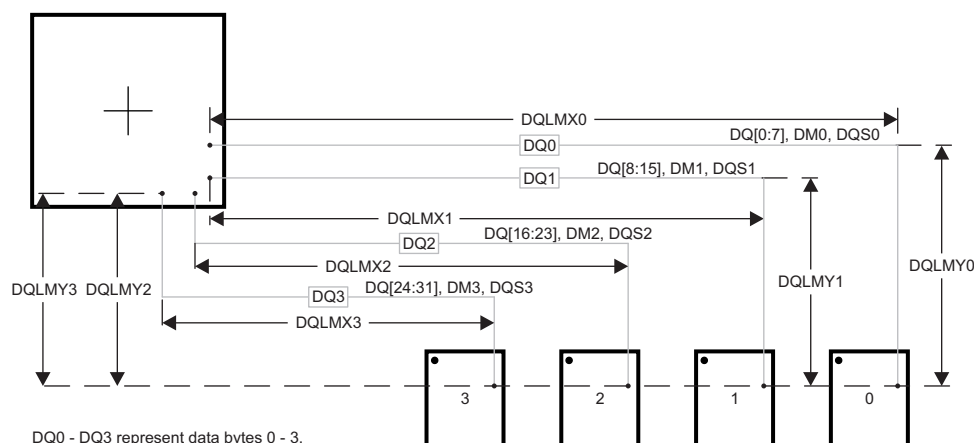 DQLMX0
DQ[0:7], DM0, DQS0
DQ0
DQ[8:15], DM1, DQS1
DQ1
DQLMX1
DQ[16:23], DM2, DQS2
DQ2
DQLMX2
DQLMY0
DQLMY1
DQLMY3
DQLMY2
DQ[24:31], DM3, DQS3
DQ3
DQLMX3
3
2
1
0
DQ0 - DQ3 represent data bytes 0 - 3.